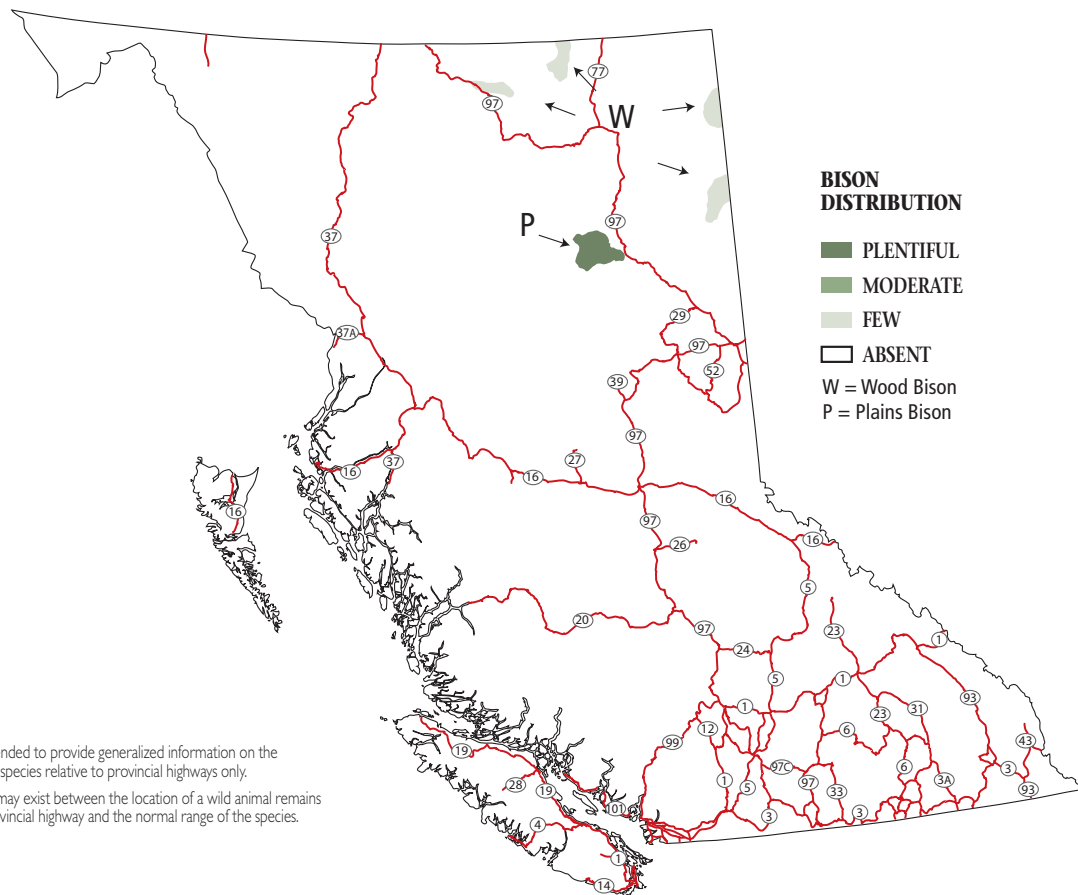 77
97
W
97
P
37
37A
29
97
52
39
97
27
16
16
37
16
16
97
26
16
5
20
97
24
23
1
5
1
93
1
12
99
23
31
6
43
97C
97
33
6
3A
3
93
1
5
3
3
19
28
19
101
4
1
14
BISON
DISTRIBUTION
PLENTIFUL
MODERATE
FEW
ABSENT
W = Wood Bison
P = Plains Bison
nded to provide generalized information on the
species relative to provincial highways only.
may exist between the location of a wild animal remains
vincial highway and the normal range of the species.